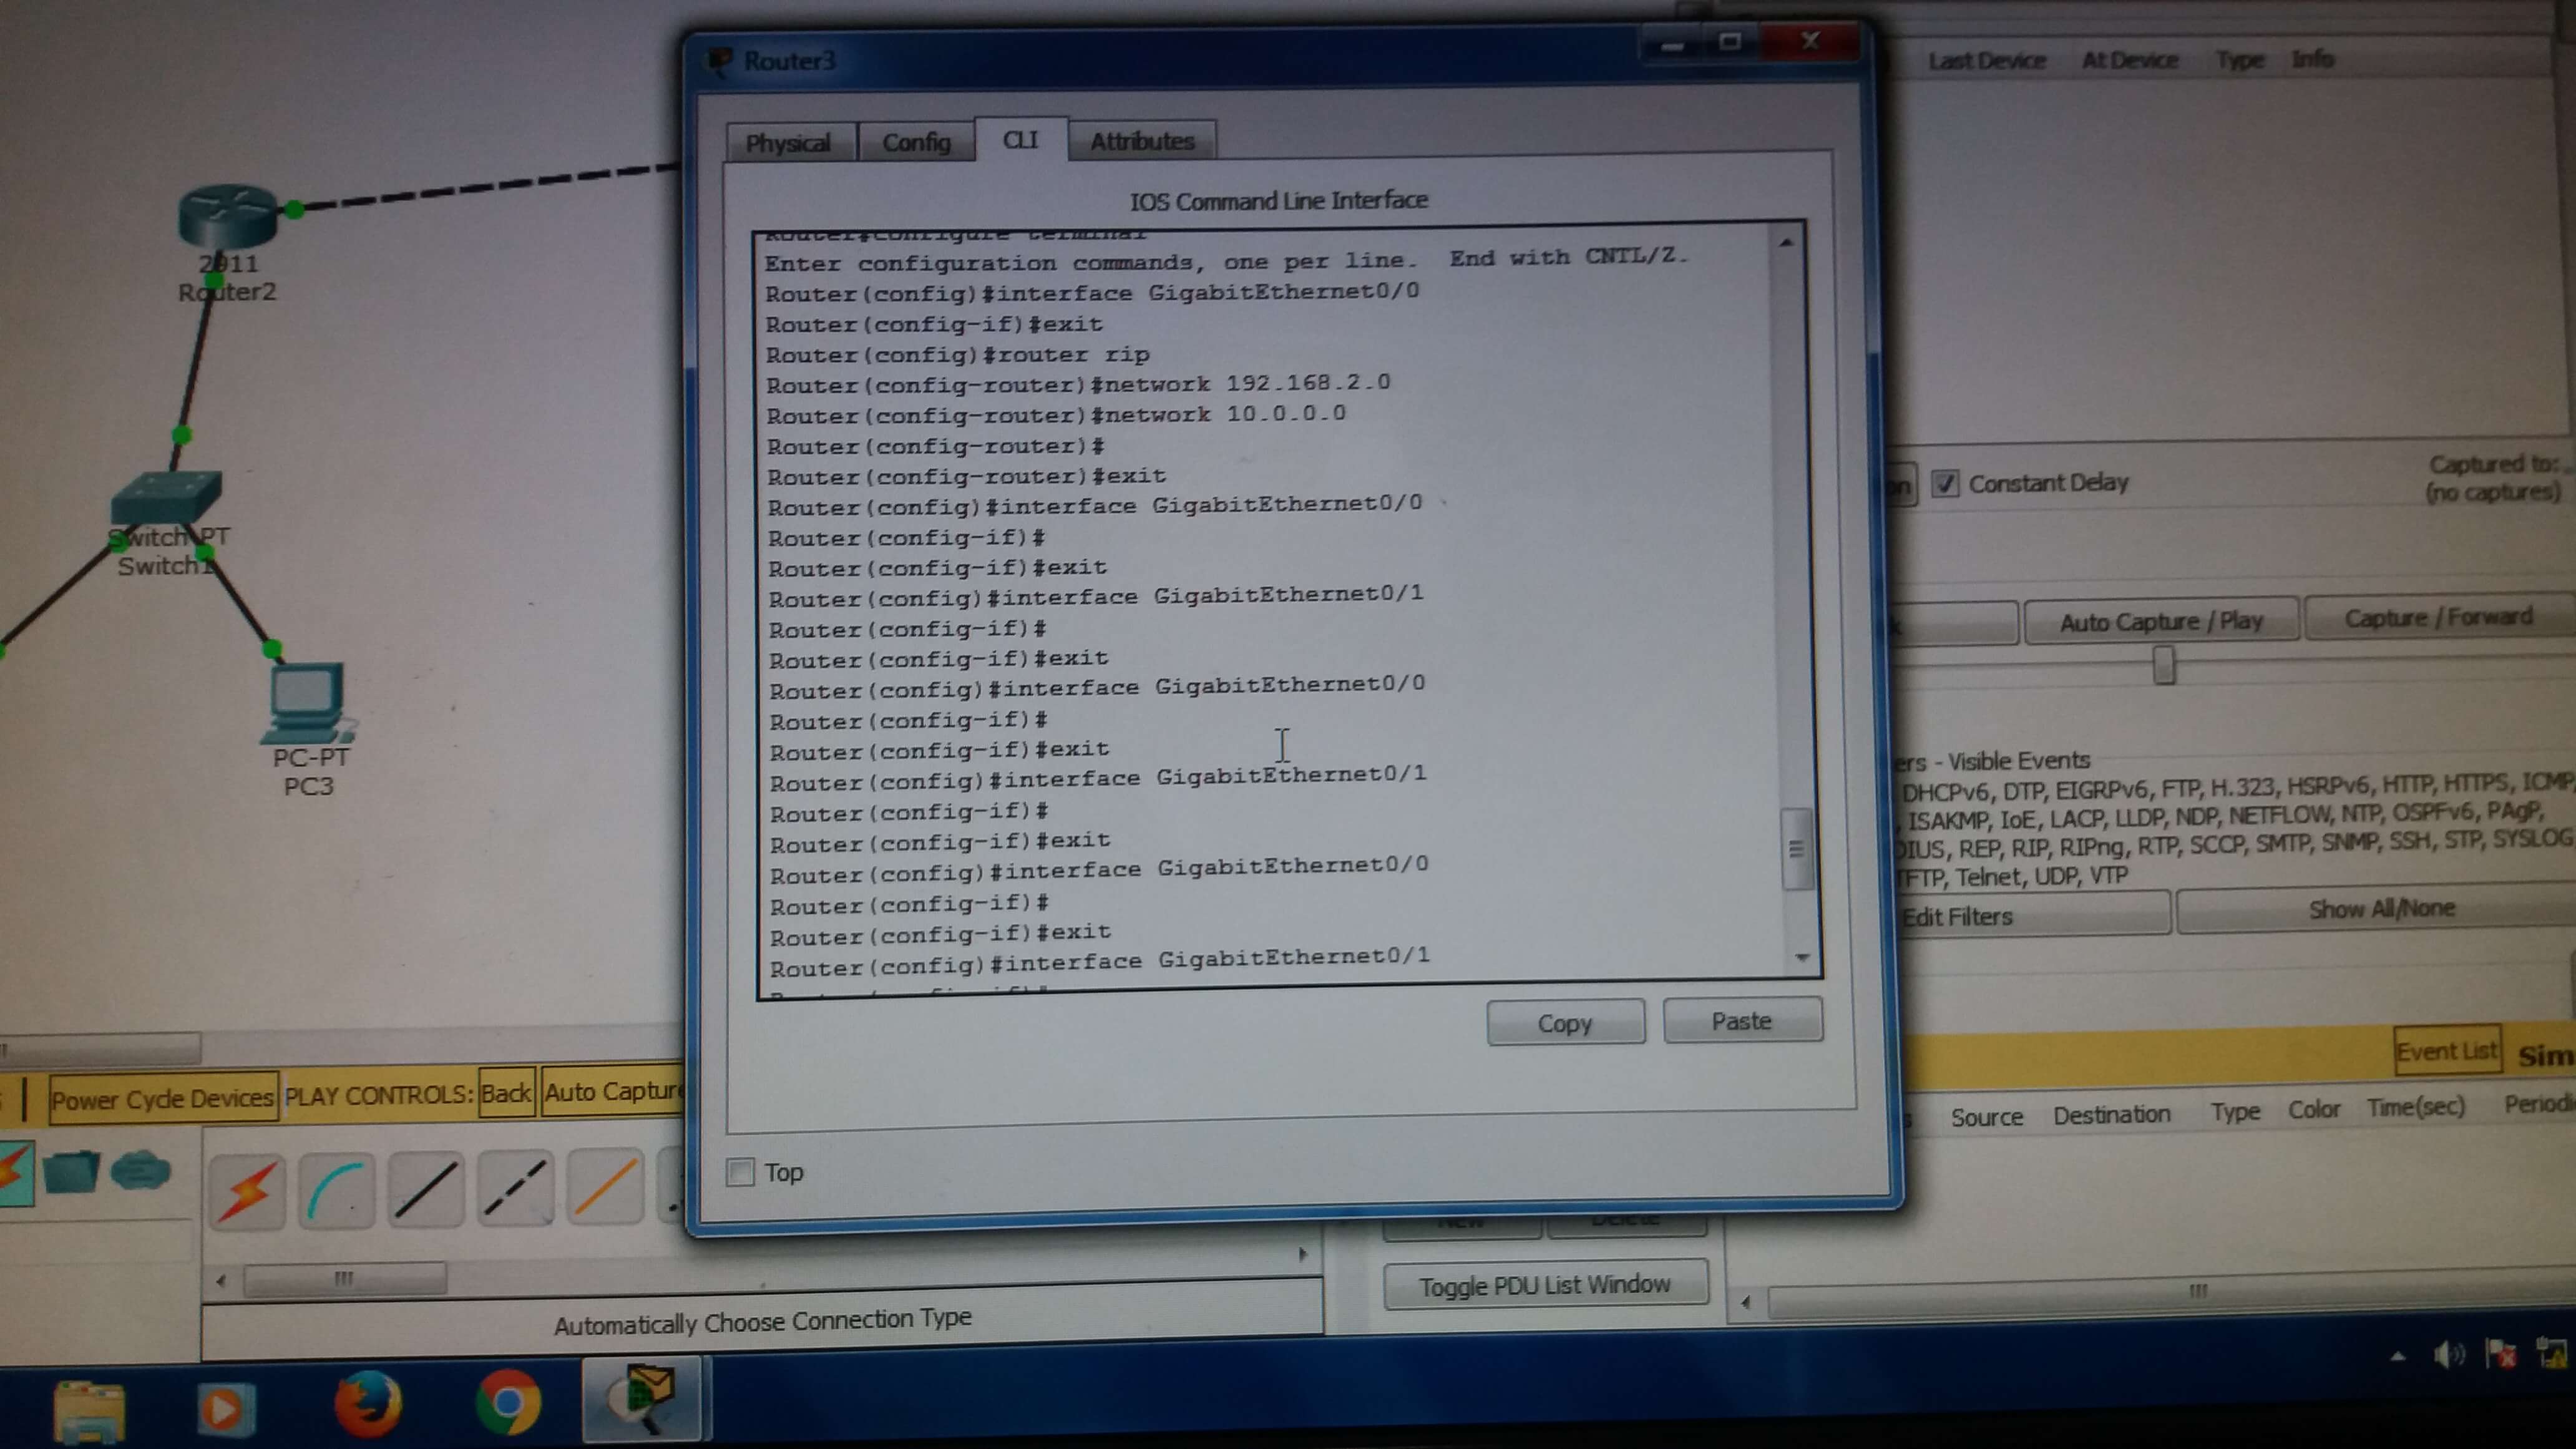 Router3
Physical
Config
CLI
Attributes
IOS Command Line Interface
Router#configure terminal
Enter configuration commands, one per line. End with CNTL/Z.
Router(config)#interface GigabitEthernet0/0
Router(config-if)#exit
Router(config)#router rip
Router(config-router)#network 192.168.2.0
Router(config-router)#network 10.0.0.0
Router(config-router)#
Router(config-router)#exit
Router(config)#interface GigabitEthernet0/0
Router(config-if)#
Router(config-if)#exit
Router(config)#interface GigabitEthernet0/1
Router(config-if)#
Router(config-if)#exit
Router(config)#interface GigabitEthernet0/0
Router(config-if)#
Router(config-if)#exit
Router(config)#interface GigabitEthernet0/1
Router(config-if)#
Router(config-if)#exit
Router(config)#interface GigabitEthernet0/0
Router(config-if)#
Router(config-if)#exit
Router(config)#interface GigabitEthernet0/1
Copy
Paste
Top
2911
Router2
Switch-PT
Switch1
PC-PT
PC3
Last Device At Device Type Info
Constant Delay
Captured to:
(no captures)
Auto Capture / Play
Capture / Forward
- Visible Events
DHCPv6, DTP, EIGRPv6, FTP, H.323, HSRPv6, HTTP, HTTPS, ICMP,
, ISAKMP, IoE, LACP, LLDP, NDP, NETFLOW, NTP, OSPFv6, PAgP,
REP, RIP, RIPng, RTP, SCCP, SMTP, SNMP, SSH, STP, SYSLOG,
Telnet, UDP, VTP
Edit Filters
Show All/None
Event List
Sim
Source Destination Type Color Time(sec)
Power Cycle Devices PLAY CONTROLS: Back Auto Capture
New
Delete
Toggle PDU List Window
Automatically Choose Connection Type